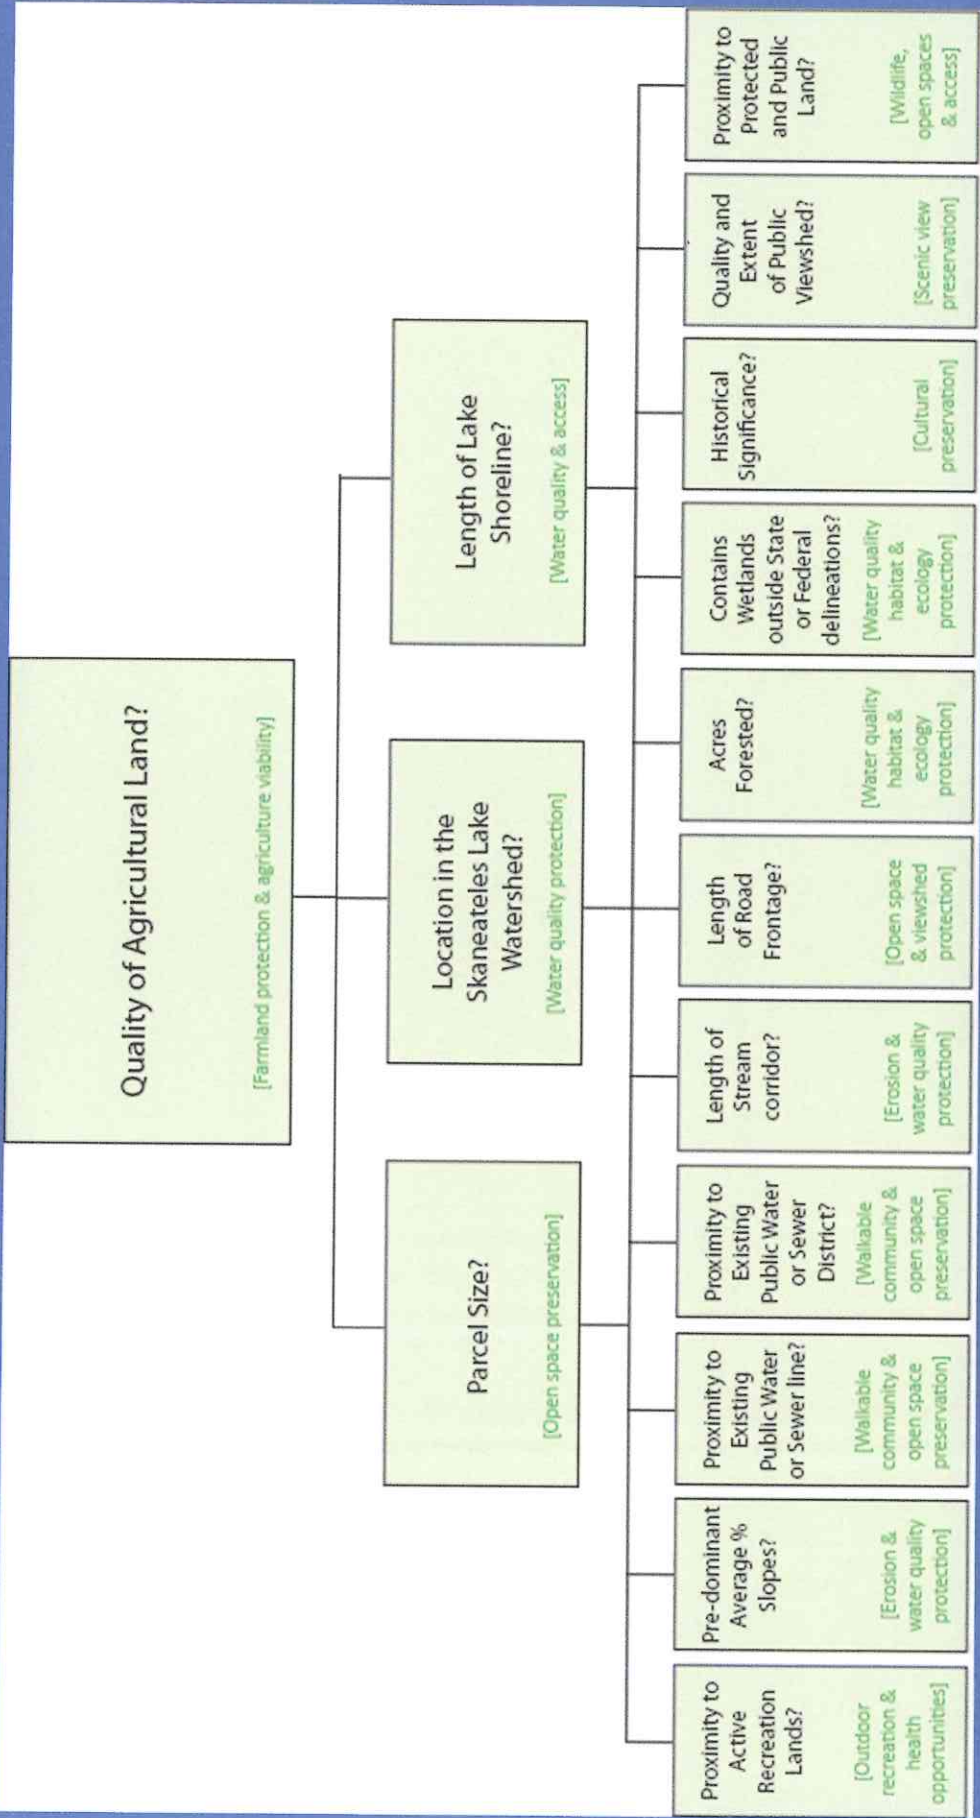 Quality of Agricultural Land?
[Farmland protection & agriculture viability]
Parcel Size?
[Open space preservation]
Location in the
Skaneateles Lake
Watershed?
[Water quality protection]
Length of Lake
Shoreline?
[Water quality & access]
Proximity to
Active
Recreation
Lands?
[Outdoor
recreation &
health
opportunities]
Pre-dominant
Average %
Slopes?
[Erosion &
water quality
protection]
Proximity to
Existing
Public Water
or Sewer line?
[Walkable
community &
open space
preservation]
Proximity to
Existing
Public Water
or Sewer
District?
[Walkable
community &
open space
preservation]
Length of
Stream
corridor?
[Erosion &
water quality
protection]
Length
of Road
Frontage?
[Open space
& viewshed
protection]
Acres
Forested?
[Water quality
habitat &
ecology
protection]
Contains
Wetlands
outside State
or Federal
delineations?
[Water quality
habitat &
ecology
protection]
Historical
Significance?
[Cultural
preservation]
Quality and
Extent
of Public
Viewshed?
[Scenic view
preservation]
Proximity to
Protected
and Public
Land?
[Wildlife,
open spaces
& access]